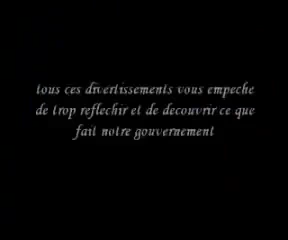 tous ces divertissements vous empeche
de trop reflechir et de decouvrir ce que
fait notre gouvernement